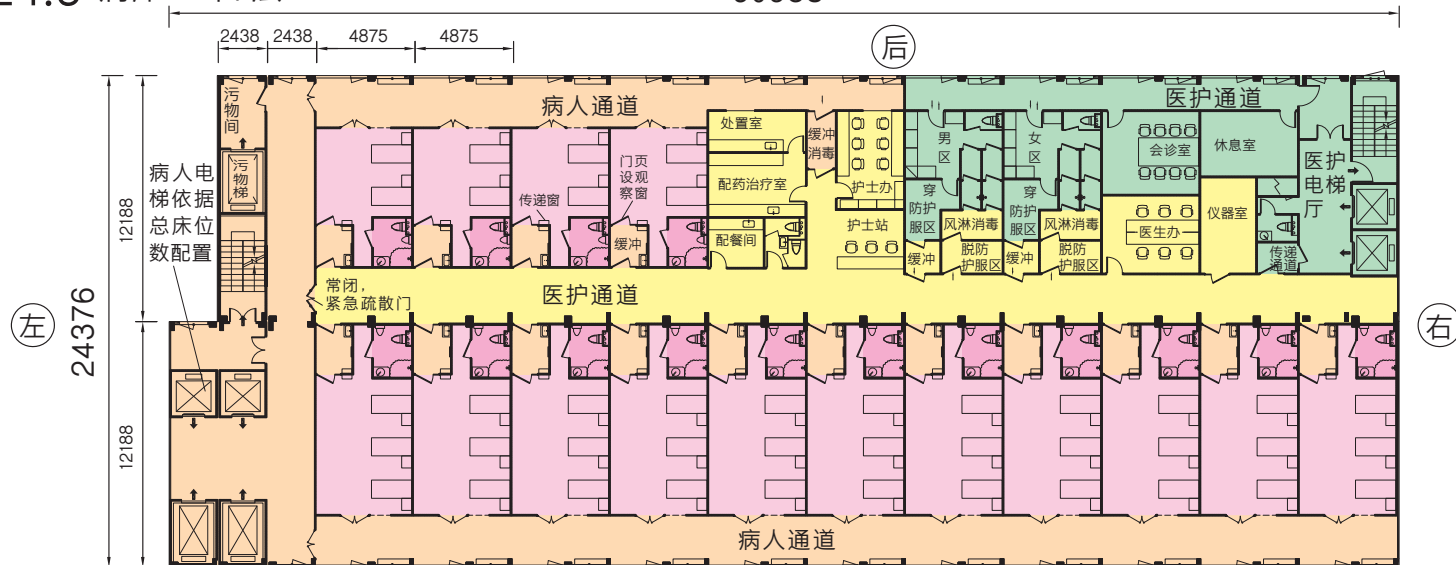 2438
2438
4875
4875
后
污物间
病人通道
医护通道
处置室
缓冲
消毒
男区
女区
会诊室
休息室
医护电梯厅
病人电
梯依据
总床位
数配置
污物梯
传递窗
门页
设观
察窗
配药治疗室
护士办
穿
防护
服区
穿
防护
服区
12188
缓冲
配餐间
护士站
风淋消毒
风淋消毒
医生办
仪器室
缓冲
脱防
护服区
缓冲
脱防
护服区
传递
通道
常闭，
紧急疏散门
医护通道
左
24376
右
12188
病人通道